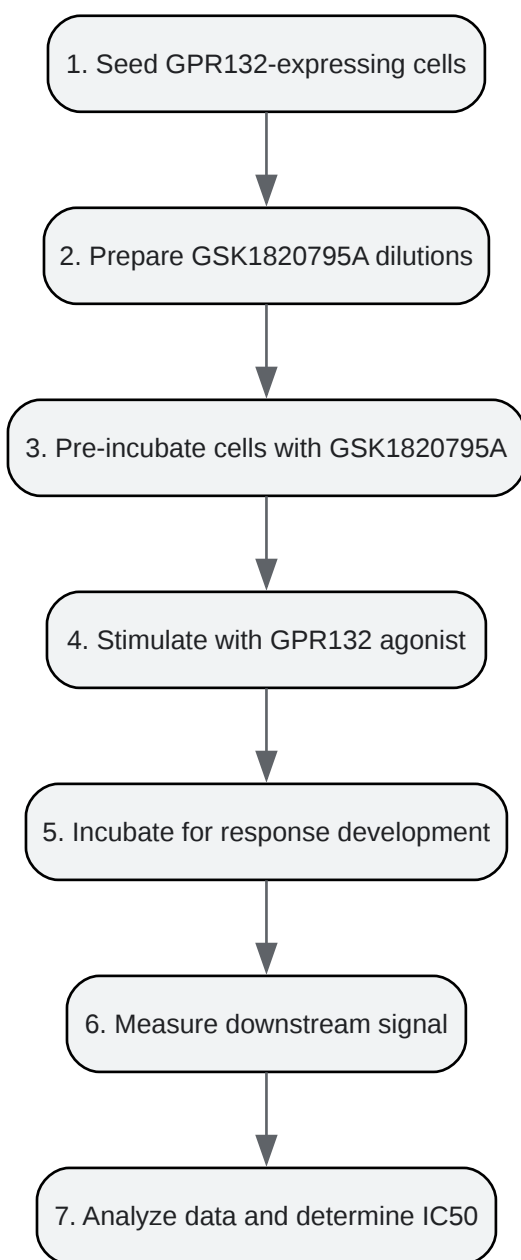 1. Seed GPR132-expressing cells
2. Prepare GSK1820795A dilutions
3. Pre-incubate cells with GSK1820795A
4. Stimulate with GPR132 agonist
5. Incubate for response development
6. Measure downstream signal
7. Analyze data and determine IC50